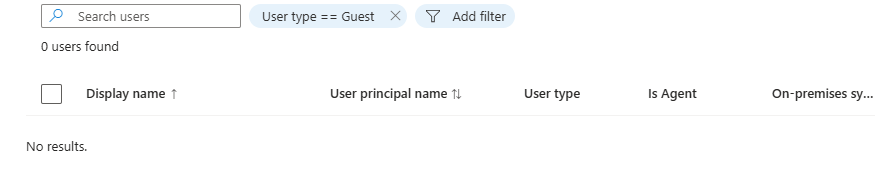 Search users User type == Guest Add filter
0 users found
Display name ↑ User principal name ↑↓ User type Is Agent On-premises sy...
No results.